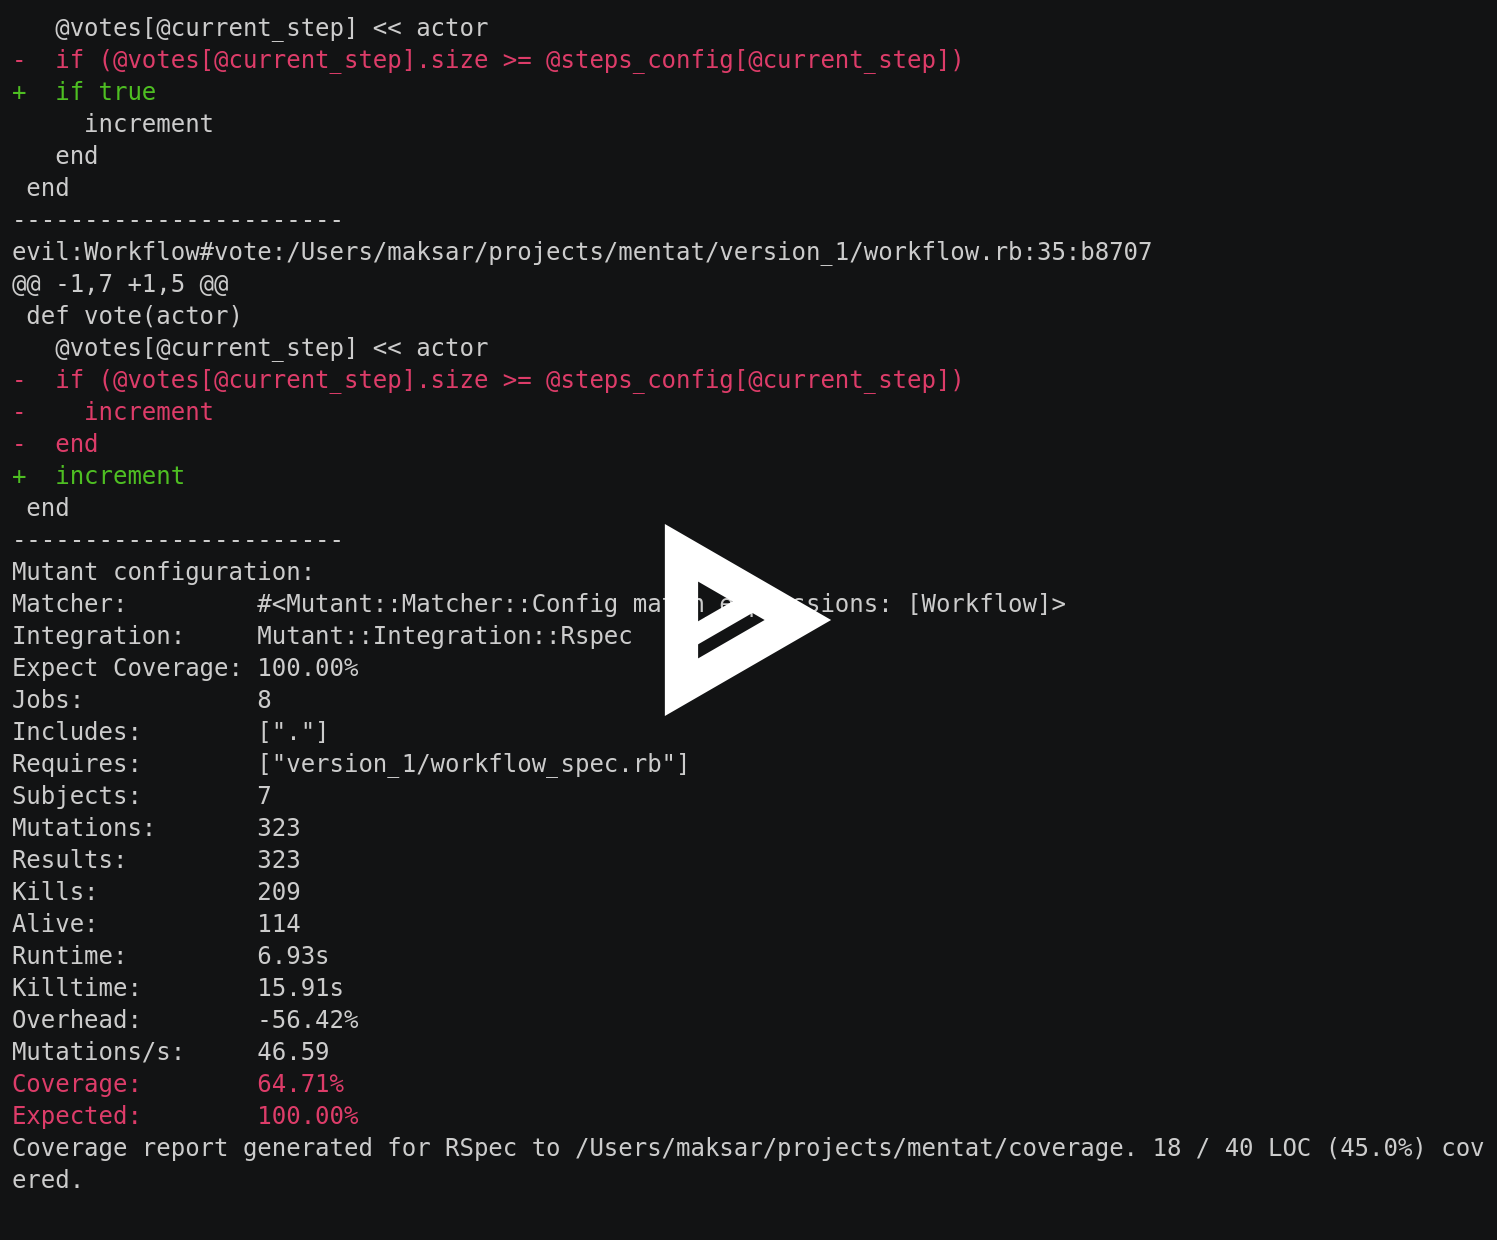 @votes[@current_step] << actor
-  if (@votes[@current_step].size >= @steps_config[@current_step])
+  if true
increment
end
end
-----------------------
evil:Workflow#vote:/Users/maksar/projects/mentat/version_1/workflow.rb:35:b8707
@@ -1,7 +1,5 @@
def vote(actor)
@votes[@current_step] << actor
-  if (@votes[@current_step].size >= @steps_config[@current_step])
-    increment
-  end
+  increment
end
-----------------------
Mutant configuration:
Matcher:         #<Mutant::Matcher::Config [Workflow]>
Integration:     Mutant::Integration::Rspec
Expect Coverage: 100.00%
Jobs:            8
Includes:        ["."]
Requires:        ["version_1/workflow_spec.rb"]
Subjects:        7
Mutations:       323
Results:         323
Kills:           209
Alive:           114
Runtime:         6.93s
Killtime:        15.91s
Overhead:        -56.42%
Mutations/s:     46.59
Coverage:        64.71%
Expected:        100.00%
Coverage report generated for RSpec to /Users/maksar/projects/mentat/coverage. 18 / 40 LOC (45.0%) cov
ered.